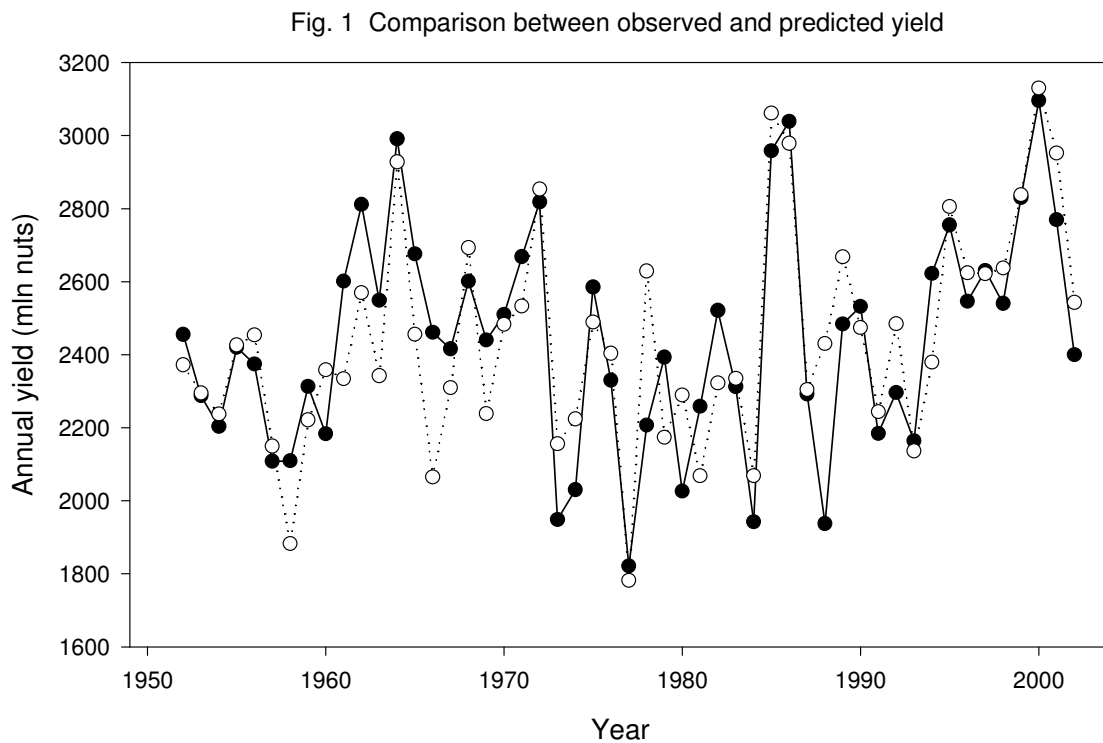 Fig. 1 Comparison between observed and predicted yield
3200
3000
2800
2600
2400
2200
2000
1800
1600
Annual yield (mln nuts)
1950 1960 1970 1980 1990 2000
Year